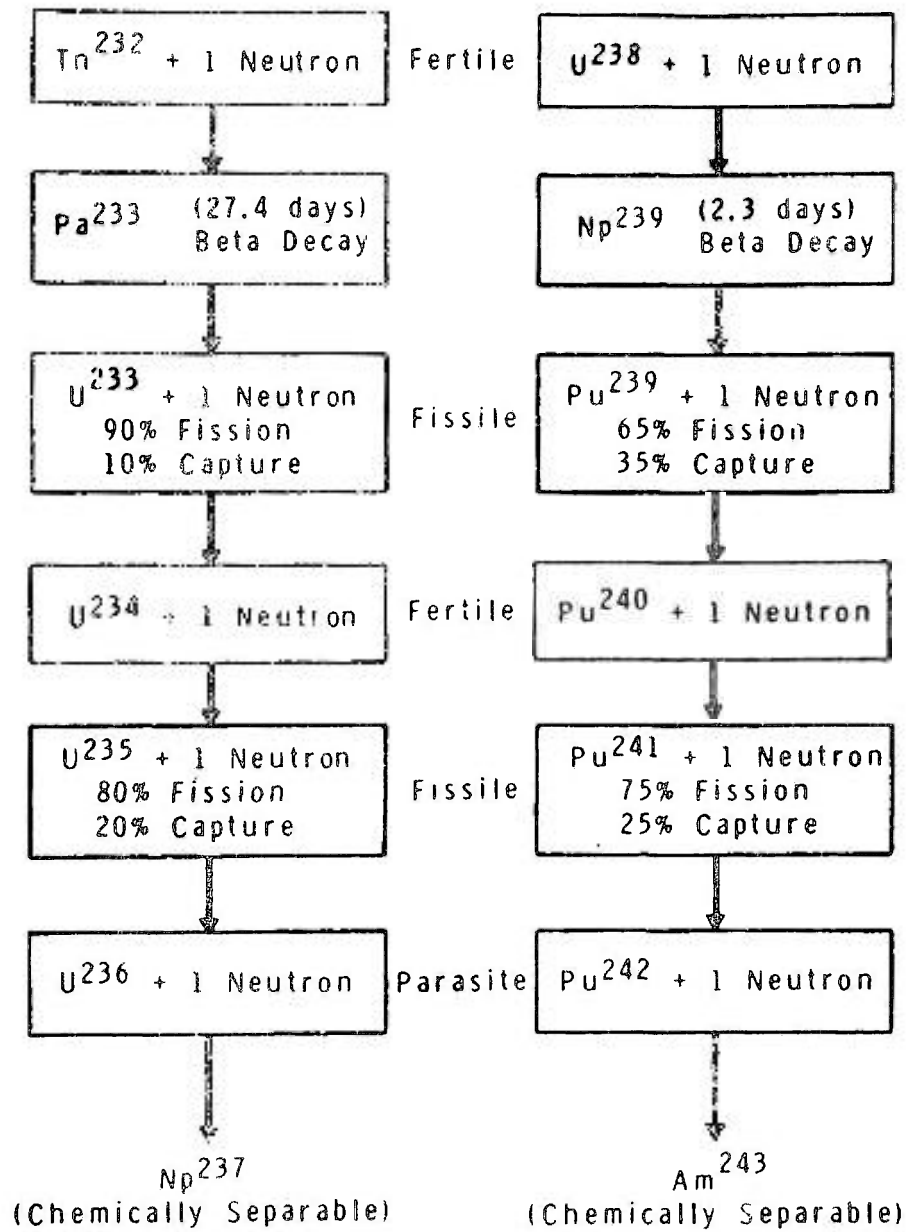 Tn²³² + 1 Neutron
Fertile
U²³⁸ + 1 Neutron
Pa²³³ (27.4 days)
Beta Decay
Np²³⁹ (2.3 days)
Beta Decay
U²³³ + 1 Neutron
90% Fission
10% Capture
Fissile
Pu²³⁹ + 1 Neutron
65% Fission
35% Capture
U²³⁴ + 1 Neutron
Fertile
Pu²⁴⁰ + 1 Neutron
U²³⁵ + 1 Neutron
80% Fission
20% Capture
Fissile
Pu²⁴¹ + 1 Neutron
75% Fission
25% Capture
U²³⁶ + 1 Neutron
Parasite
Pu²⁴² + 1 Neutron
Np²³⁷
(Chemically Separable)
Am²⁴³
(Chemically Separable)